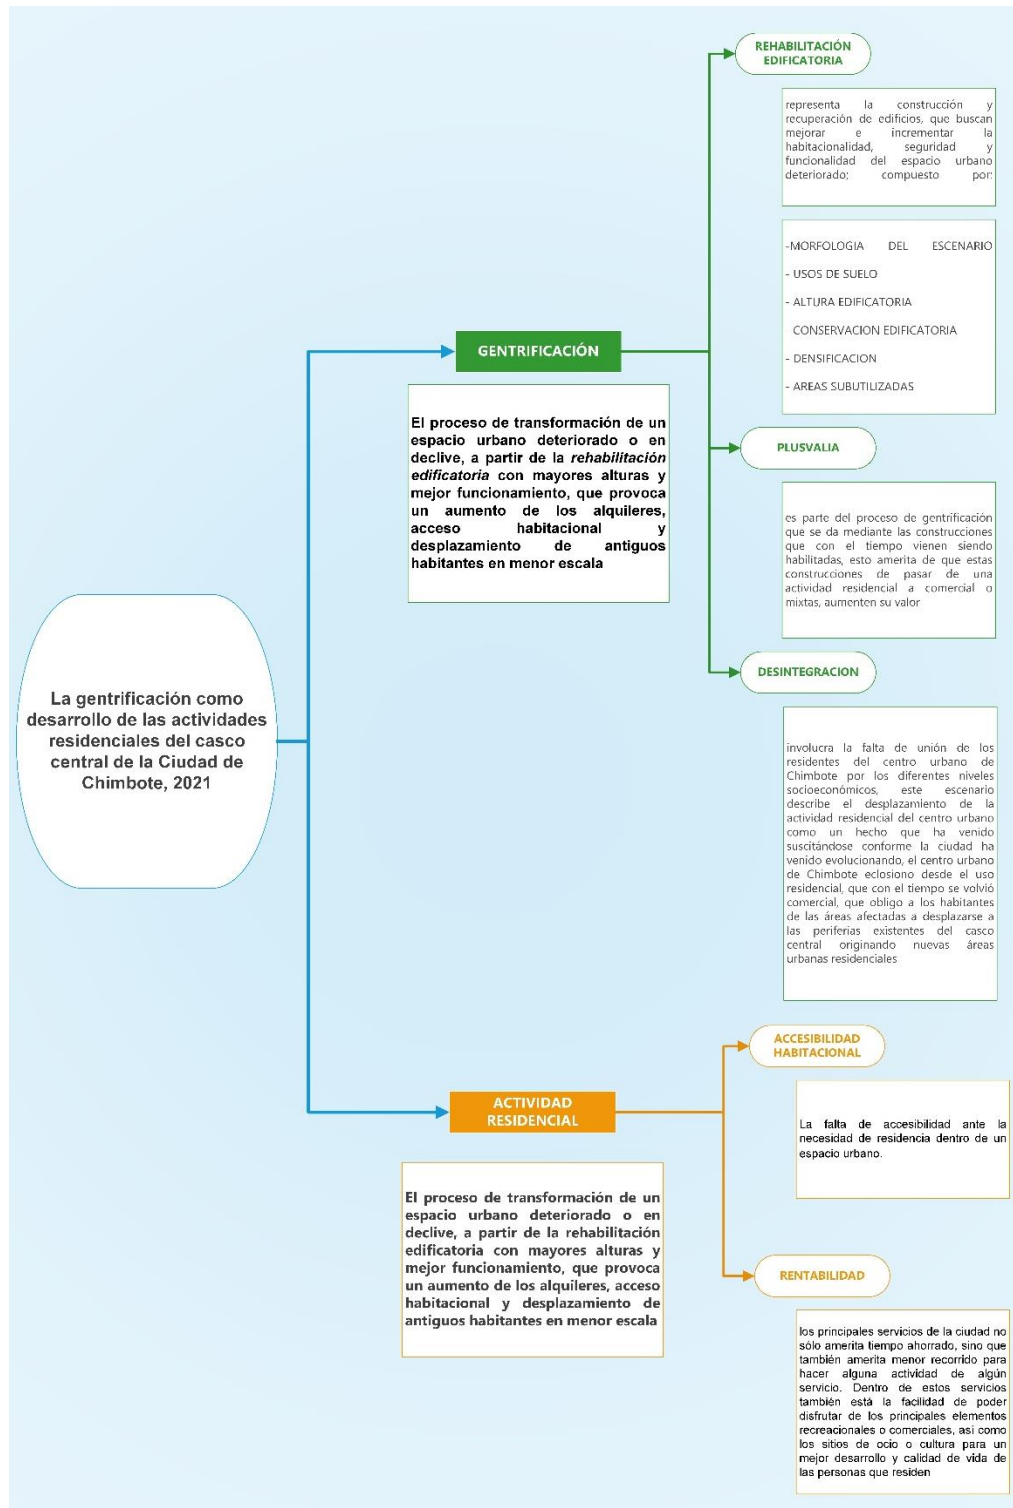 La gentrificación como
desarrollo de las actividades
residenciales del casco
central de la Ciudad de
Chimbote, 2021
GENTRIFICACIÓN
El proceso de transformación de un
espacio urbano deteriorado o en
declive, a partir de la rehabilitación
edificatoria con mayores alturas y
mejor funcionamiento, que provoca
un aumento de los alquileres,
acceso habitacional y
desplazamiento de antiguos
habitantes en menor escala
REHABILITACIÓN
EDIFICATORIA
representa la construcción y
recuperación de edificios, que buscan
mejorar e incrementar la
habitacionalidad, seguridad y
funcionalidad del espacio urbano
deteriorado; compuesto por:
-MORFOLOGIA DEL ESCENARIO
- USOS DE SUELO
- ALTURA EDIFICATORIA
CONSERVACION EDIFICATORIA
- DENSIFICACION
- AREAS SUBUTILIZADAS
PLUSVALIA
es parte del proceso de gentrificación
que se da mediante las construcciones
que con el tiempo vienen siendo
habilitadas, esto amerita de que estas
construcciones de pasar de una
actividad residencial a comercial o
mixtas, aumenten su valor
DESINTEGRACION
involucra la falta de unión de los
residentes del centro urbano de
Chimbote por los diferentes niveles
socioeconómicos, este escenario
describe el desplazamiento de la
actividad residencial del centro urbano
como un hecho que ha venido
suscitándose conforme la ciudad ha
venido evolucionando, el centro urbano
de Chimbote eclosiono desde el uso
residencial, que con el tiempo se volvió
comercial, que obligo a los habitantes
de las áreas afectadas a desplazarse a
las periferias existentes del casco
central originando nuevas áreas
urbanas residenciales
ACTIVIDAD
RESIDENCIAL
El proceso de transformación de un
espacio urbano deteriorado o en
declive, a partir de la rehabilitación
edificatoria con mayores alturas y
mejor funcionamiento, que provoca
un aumento de los alquileres, acceso
habitacional y desplazamiento de
antiguos habitantes en menor escala
ACCESIBILIDAD
HABITACIONAL
La falta de accesibilidad ante la
necesidad de residencia dentro de un
espacio urbano.
RENTABILIDAD
los principales servicios de la ciudad no
sólo amerita tiempo ahorrado, sino que
también amerita menor recorrido para
hacer alguna actividad de algún
servicio. Dentro de estos servicios
también está la facilidad de poder
disfrutar de los principales elementos
recreacionales o comerciales, asi como
los sitios de ocio o cultura para un
mejor desarrollo y calidad de vida de
las personas que residen